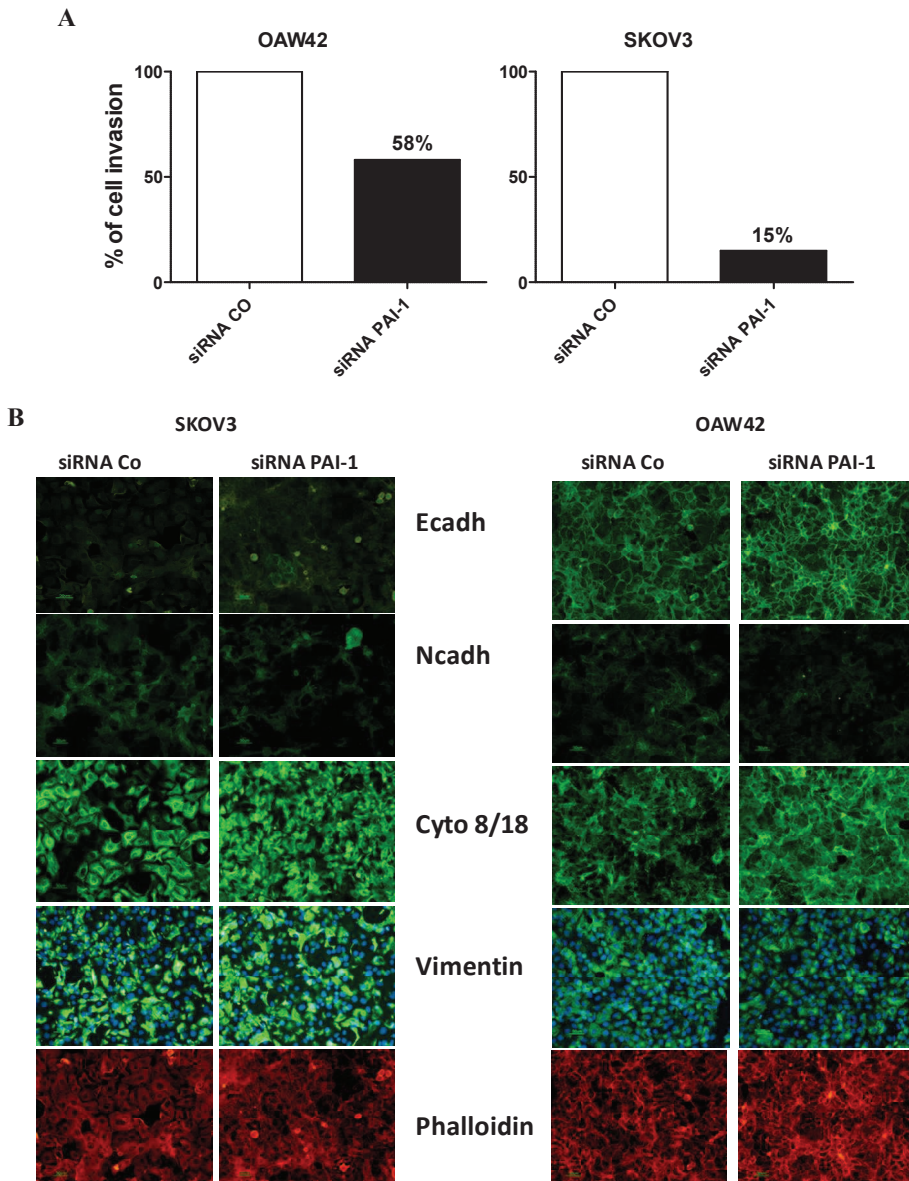 A
OAW42
SKOV3
% of cell invasion
100
50
0
58%
siRNA CO
siRNA PAI-1
100
50
0
15%
siRNA CO
siRNA PAI-1
B
SKOV3
OAW42
siRNA Co
siRNA PAI-1
siRNA Co
siRNA PAI-1
Ecadh
Ncadh
Cyto 8/18
Vimentin
Phalloidin